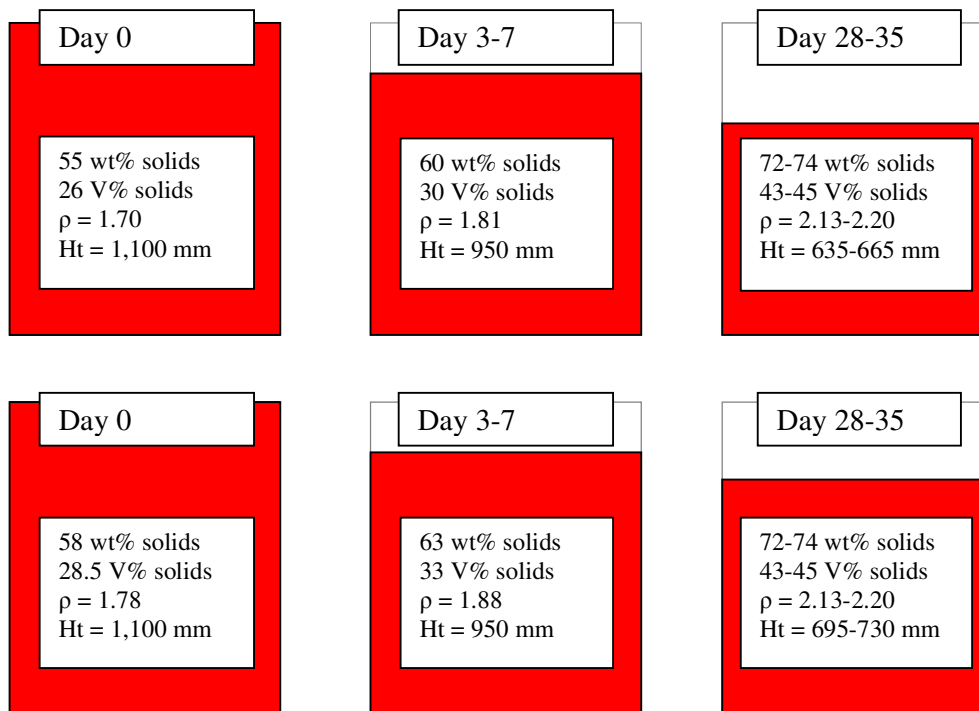 Day 0
55 wt% solids
26 V% solids
ρ = 1.70
Ht = 1,100 mm
Day 3-7
60 wt% solids
30 V% solids
ρ = 1.81
Ht = 950 mm
Day 28-35
72-74 wt% solids
43-45 V% solids
ρ = 2.13-2.20
Ht = 635-665 mm
Day 0
58 wt% solids
28.5 V% solids
ρ = 1.78
Ht = 1,100 mm
Day 3-7
63 wt% solids
33 V% solids
ρ = 1.88
Ht = 950 mm
Day 28-35
72-74 wt% solids
43-45 V% solids
ρ = 2.13-2.20
Ht = 695-730 mm